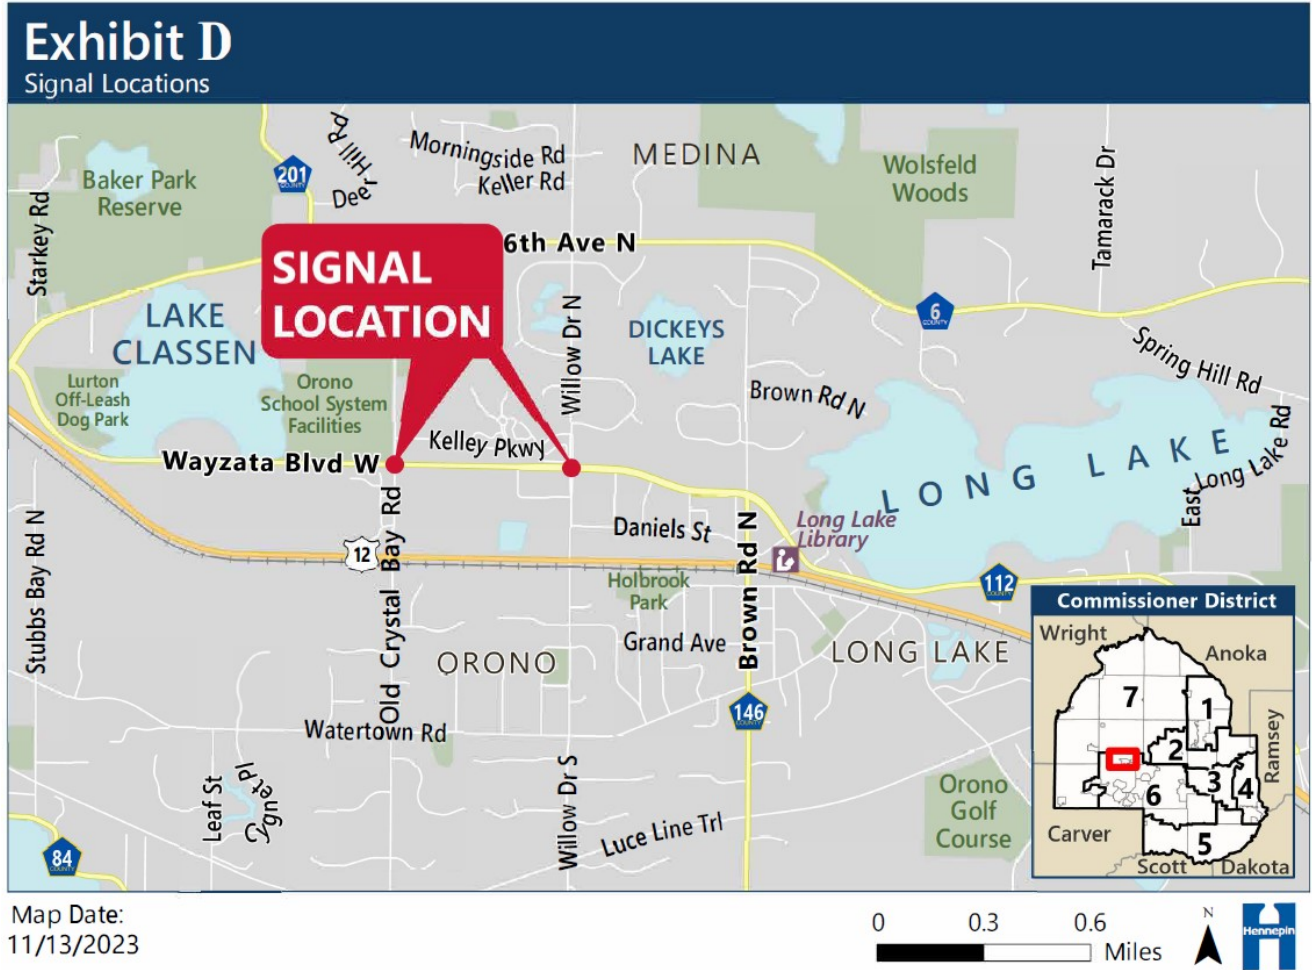 Exhibit D
Signal Locations
Deer Hill Rd
Morningside Rd
Keller Rd
MEDINA
Wolsfeld
Woods
Tamarack Dr
201
COUNTY
Baker Park
Reserve
Starkey Rd
6th Ave N
SIGNAL
LOCATION
LAKE
CLASSEN
Willow Dr N
DICKEYS
LAKE
6
COUNTY
Spring Hill Rd
Lurton
Off-Leash
Dog Park
Orono
School System
Facilities
Brown Rd N
Kelley Pkwy
Wayzata Blvd W
LONG LAKE
East Long Lake Rd
Stubbs Bay Rd N
Old Crystal Bay Rd
Daniels St
Brown Rd N
Long Lake
Library
12
Holbrook
Park
112
COUNTY
Grand Ave
ORONO
LONG LAKE
146
COUNTY
Watertown Rd
Leaf St
Cygnet Pl
Willow Dr S
Luce Line Trl
Orono
Golf
Course
84
COUNTY
Commissioner District
Wright
Anoka
7
1
2
Ramsey
3
4
6
Carver
5
Scott
Dakota
Map Date:
11/13/2023
0 0.3 0.6
Miles
N
Hennepin